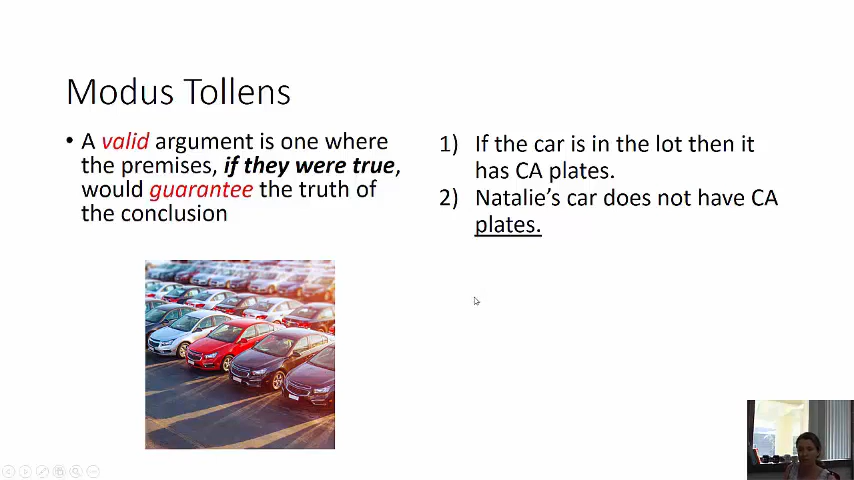 Modus Tollens
• A valid argument is one where
the premises, if they were true,
would guarantee the truth of
the conclusion
1) If the car is in the lot then it
has CA plates.
2) Natalie’s car does not have CA
plates.